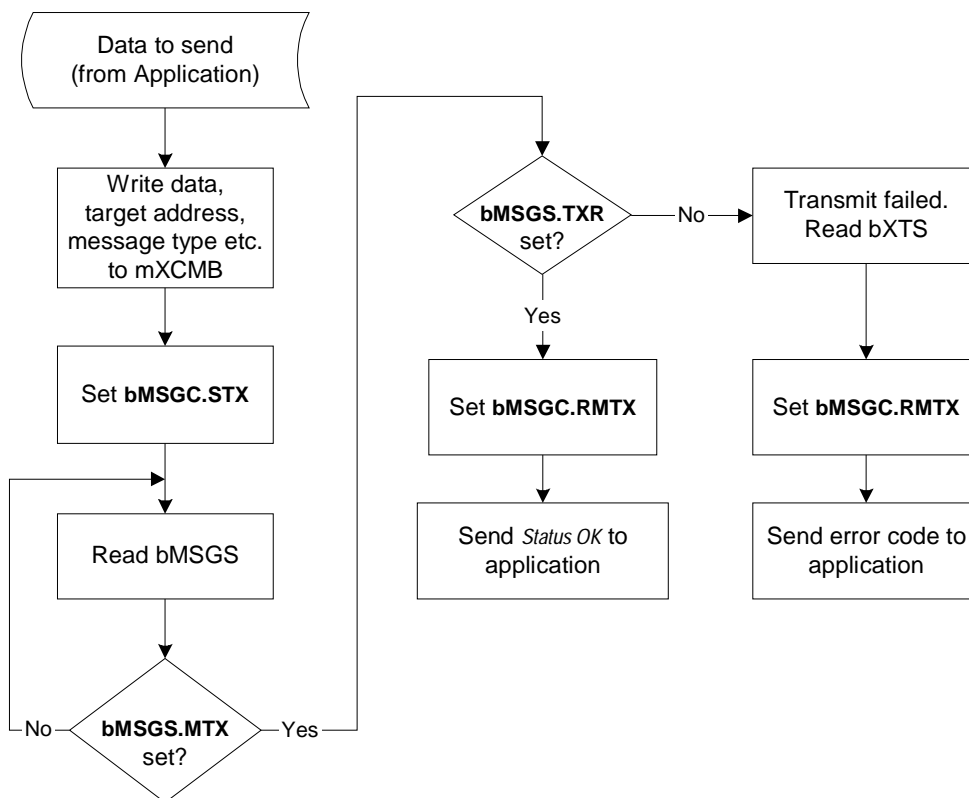 Data to send
(from Application)
Write data,
target address,
message type etc.
to mXCMB
Set bMSGC.STX
Read bMSGS
No
bMSGS.MTX
set?
Yes
bMSGS.TXR
set?
No
Yes
Transmit failed.
Read bXTS
Set bMSGC.RMTX
Set bMSGC.RMTX
Send Status OK to
application
Send error code to
application